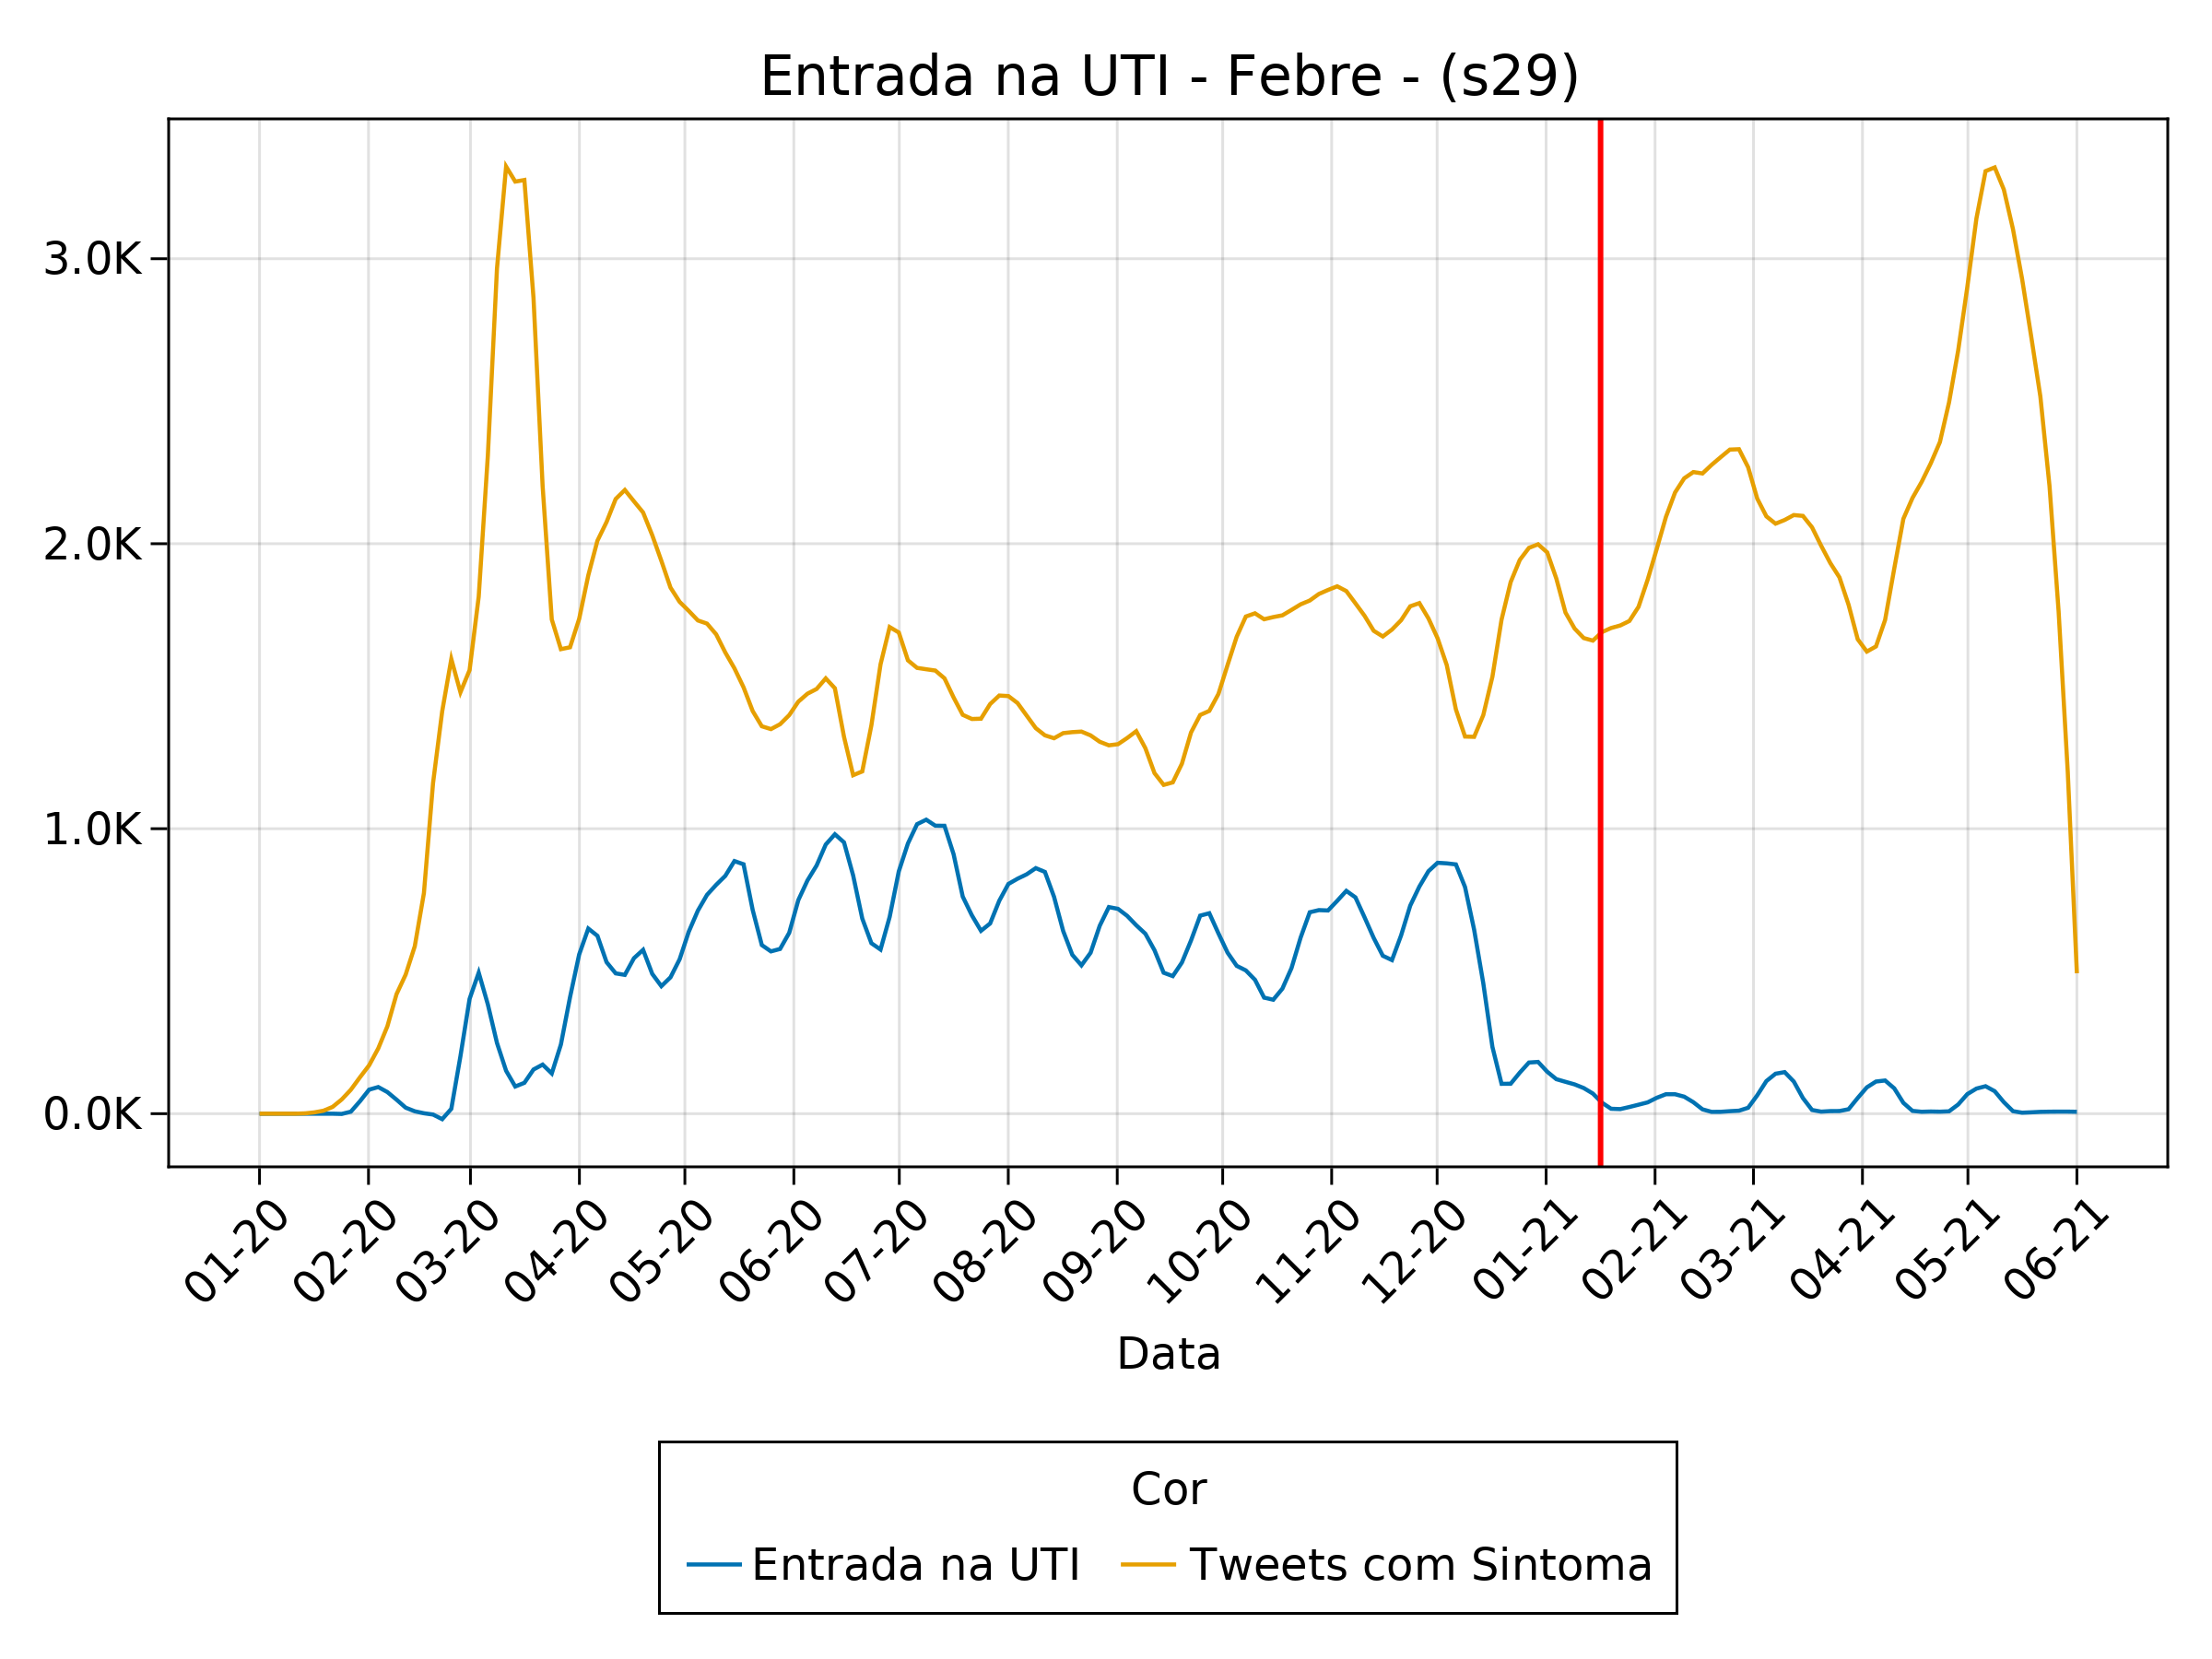 Entrada na UTI - Febre - (s29)
3.0K
2.0K
1.0K
0.0K
01-20
02-20
03-20
04-20
05-20
06-20
07-20
08-20
09-20
10-20
11-20
12-20
01-21
02-21
03-21
04-21
05-21
06-21
Data
Cor
Entrada na UTI
Tweets com Sintoma